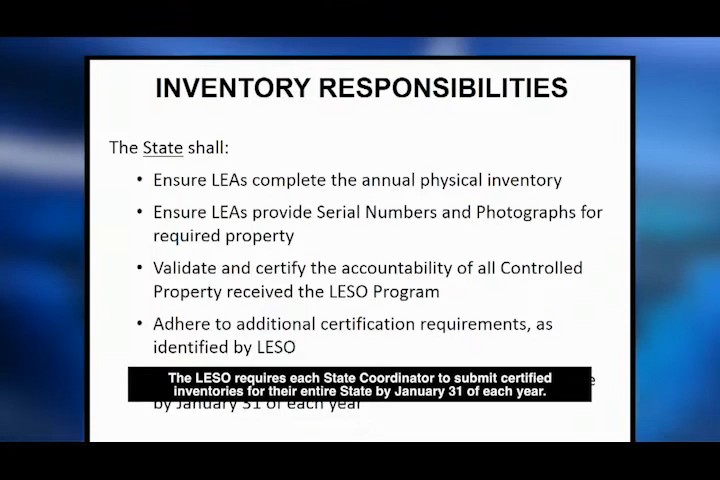 INVENTORY RESPONSIBILITIES
The State shall:
• Ensure LEAs complete the annual physical inventory
• Ensure LEAs provide Serial Numbers and Photographs for
required property
• Validate and certify the accountability of all Controlled
Property received the LESO Program
• Adhere to additional certification requirements, as
identified by LESO
The LESO requires each State Coordinator to submit certified
inventories for their entire State by January 31 of each year.
by January 31 of each year